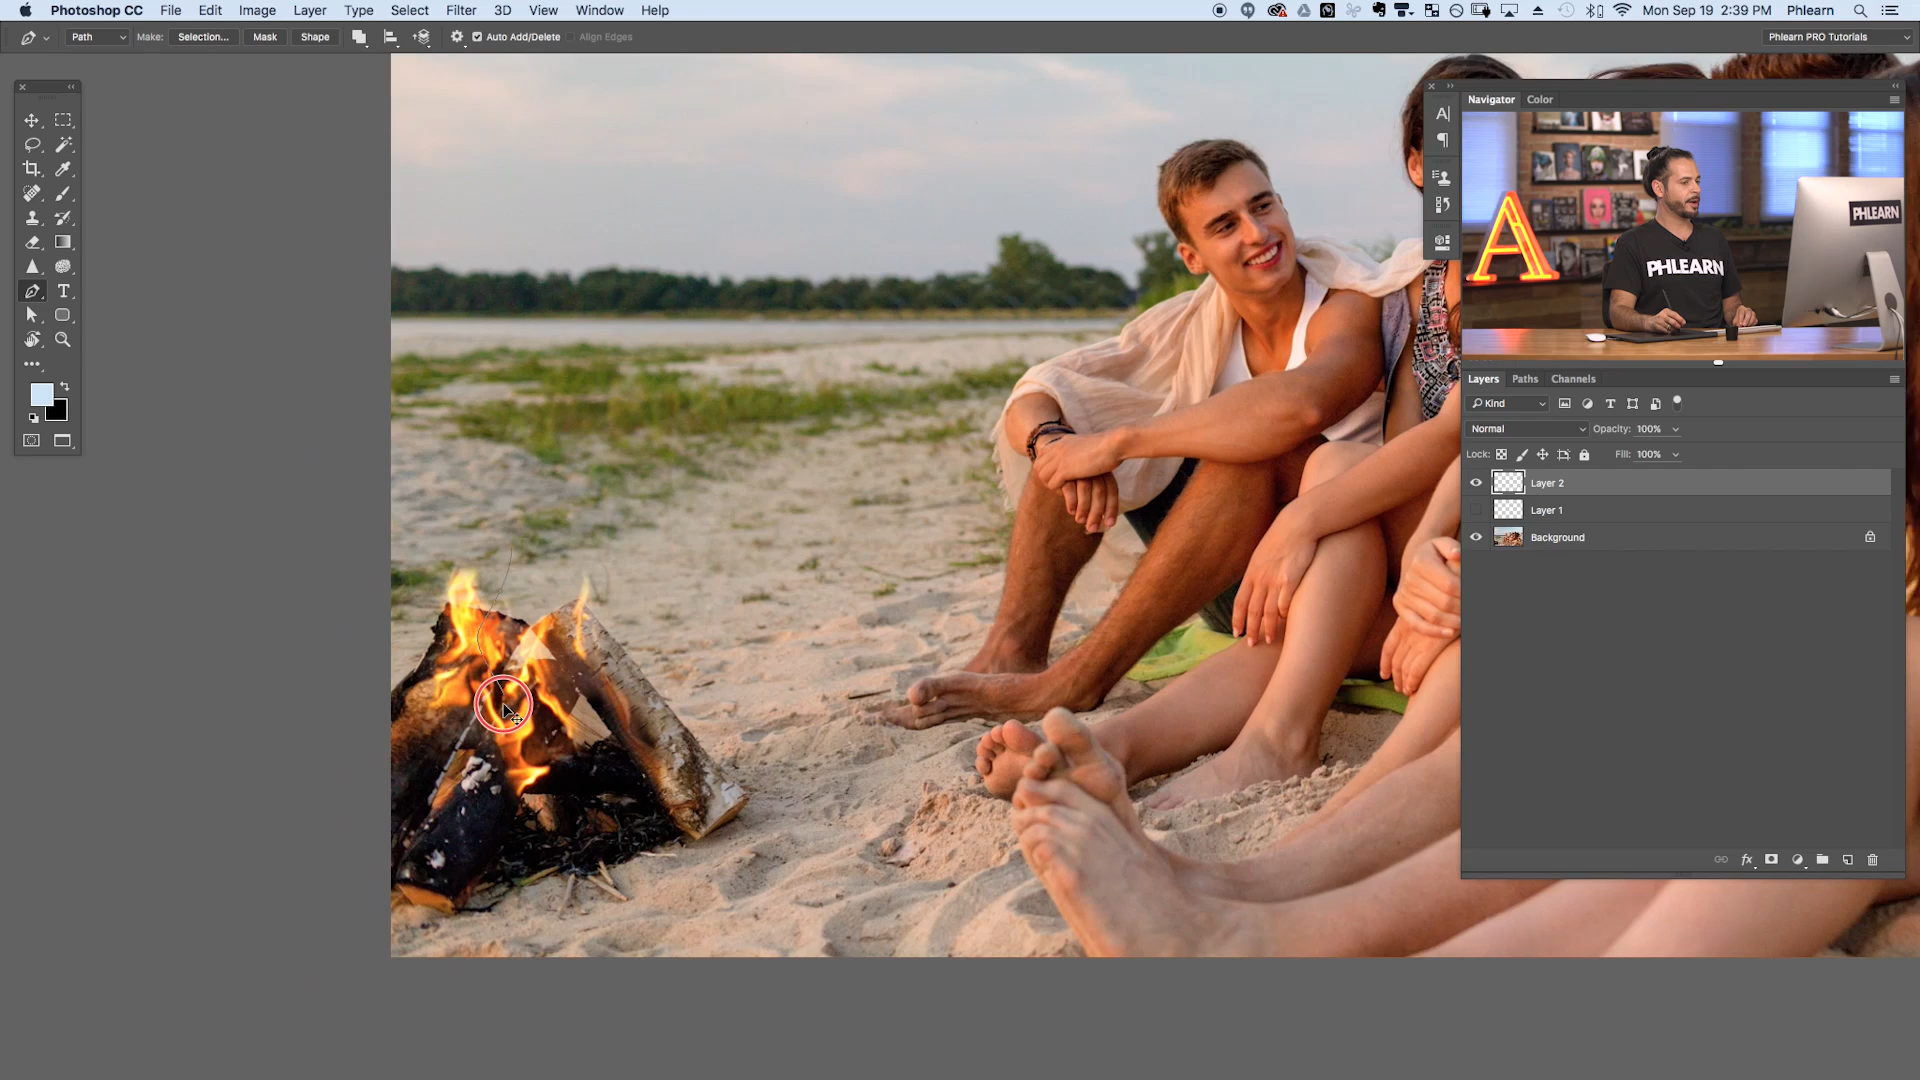 Photoshop CC File Edit Image Layer Type Select Filter 3D View Window Help Mon Sep 19 2:39 PM Phlearn
Path Make: Selection... Mask Shape Auto Add/Delete Align Edges Phlearn PRO Tutorials
Navigator Color
PHLEARN
A
PHLEARN
Layers Paths Channels
Kind
Normal Opacity: 100%
Lock: Fill: 100%
Layer 2
Layer 1
Background
fx